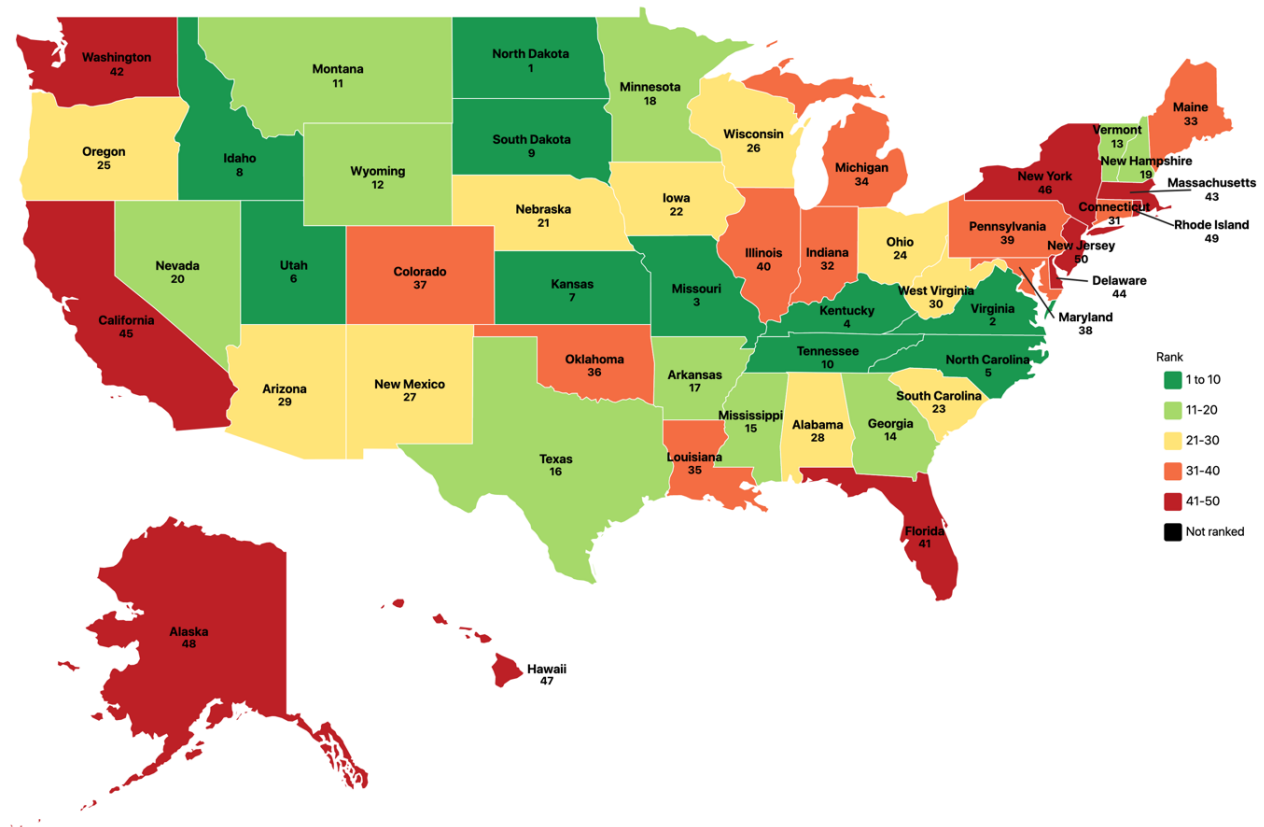 Washington
42
Montana
11
North Dakota
1
Minnesota
18
Oregon
25
Idaho
8
Wyoming
12
South Dakota
9
Wisconsin
26
Michigan
34
Maine
33
Vermont
13
New Hampshire
19
New York
46
Massachusetts
43
Connecticut
31
Rhode Island
49
Nebraska
21
Iowa
22
Illinois
40
Indiana
32
Ohio
24
Pennsylvania
39
New Jersey
50
Delaware
44
Maryland
38
Nevada
20
Utah
6
Colorado
37
Kansas
7
Missouri
3
Kentucky
4
West Virginia
30
Virginia
2
California
45
Arizona
29
New Mexico
27
Oklahoma
36
Arkansas
17
Tennessee
10
North Carolina
5
South Carolina
23
Texas
16
Louisiana
35
Mississippi
15
Alabama
28
Georgia
14
Florida
41
Alaska
48
Hawaii
47
Rank
1 to 10
11-20
21-30
31-40
41-50
Not ranked